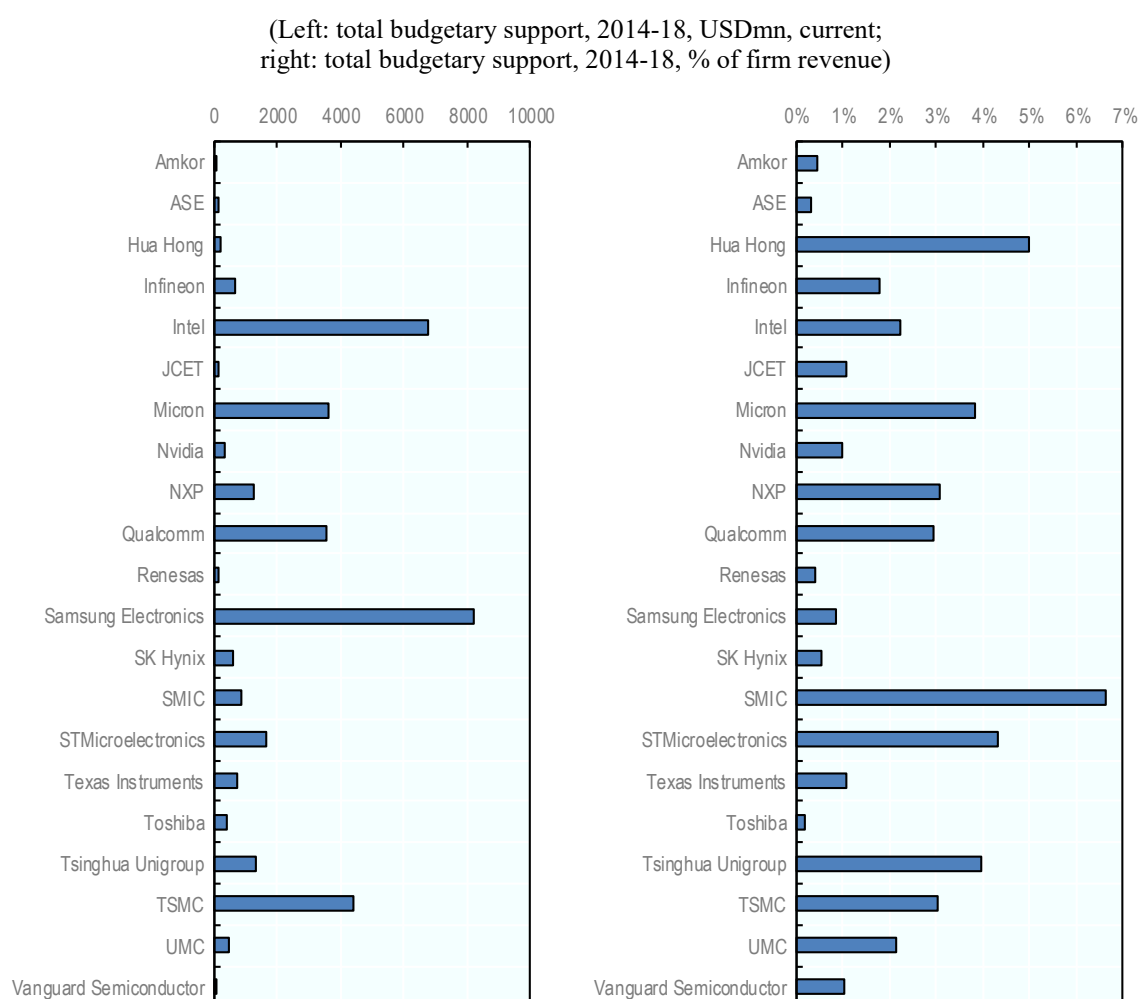 (Left: total budgetary support, 2014-18, USDmn, current;
right: total budgetary support, 2014-18, % of firm revenue)
0 2000 4000 6000 8000 10000
Amkor
ASE
Hua Hong
Infineon
Intel
JCET
Micron
Nvidia
NXP
Qualcomm
Renesas
Samsung Electronics
SK Hynix
SMIC
STMicroelectronics
Texas Instruments
Toshiba
Tsinghua Unigroup
TSMC
UMC
Vanguard Semiconductor
0% 1% 2% 3% 4% 5% 6% 7%
Amkor
ASE
Hua Hong
Infineon
Intel
JCET
Micron
Nvidia
NXP
Qualcomm
Renesas
Samsung Electronics
SK Hynix
SMIC
STMicroelectronics
Texas Instruments
Toshiba
Tsinghua Unigroup
TSMC
UMC
Vanguard Semiconductor